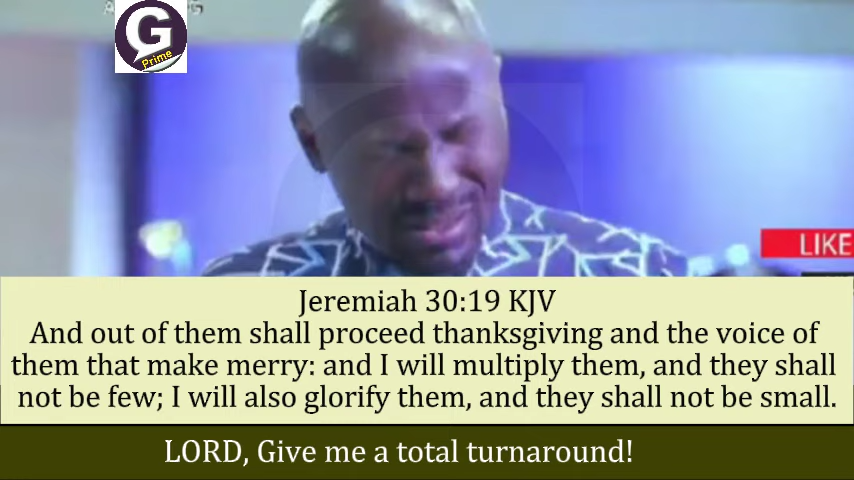 G
Prime
LIKE
Jeremiah 30:19 KJV
And out of them shall proceed thanksgiving and the voice of
them that make merry: and I will multiply them, and they shall
not be few; I will also glorify them, and they shall not be small.
LORD, Give me a total turnaround!